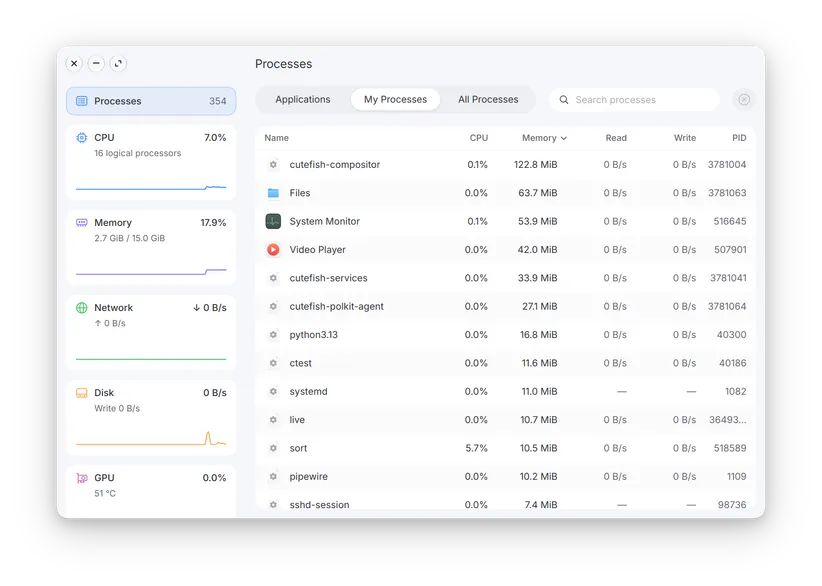 Processes
Processes 354
CPU 7.0%
16 logical processors
Memory 17.9%
2.7 GiB / 15.0 GiB
Network ↓ 0 B/s
↑ 0 B/s
Disk 0 B/s
Write 0 B/s
GPU 0.0%
51 °C
Applications My Processes All Processes Search processes
Name CPU Memory Read Write PID
cutefish-compositor 0.1% 122.8 MiB 0 B/s 0 B/s 3781004
Files 0.0% 63.7 MiB 0 B/s 0 B/s 3781063
System Monitor 0.1% 53.9 MiB 0 B/s 0 B/s 516645
Video Player 0.0% 42.0 MiB 0 B/s 0 B/s 507901
cutefish-services 0.0% 33.9 MiB 0 B/s 0 B/s 3781041
cutefish-polkit-agent 0.0% 27.1 MiB 0 B/s 0 B/s 3781064
python3.13 0.0% 16.8 MiB 0 B/s 0 B/s 40300
ctest 0.0% 11.6 MiB 0 B/s 0 B/s 40186
systemd 0.0% 11.0 MiB — — 1082
live 0.0% 10.7 MiB 0 B/s 0 B/s 36493...
sort 5.7% 10.5 MiB 0 B/s 0 B/s 518589
pipewire 0.0% 10.2 MiB 0 B/s 0 B/s 1109
sshd-session 0.0% 7.4 MiB — — 98736